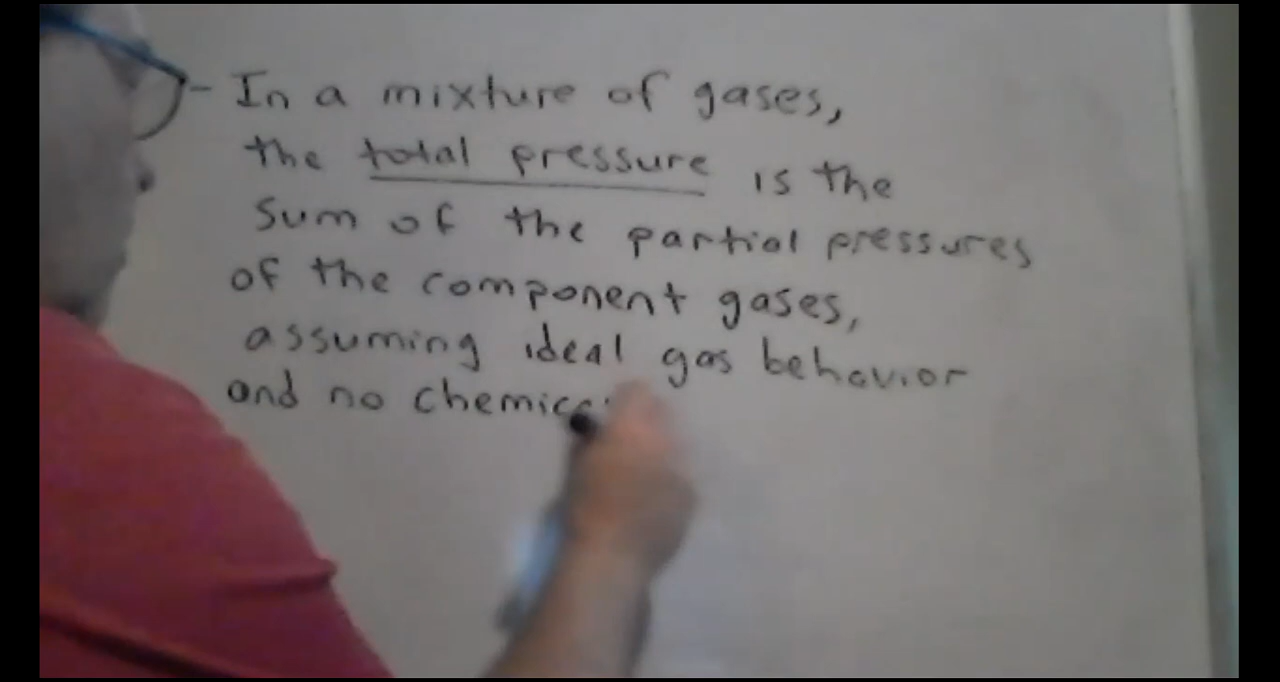 - In a mixture of gases,
the total pressure is the
sum of the partial pressures
of the component gases,
assuming ideal gas behavior
and no